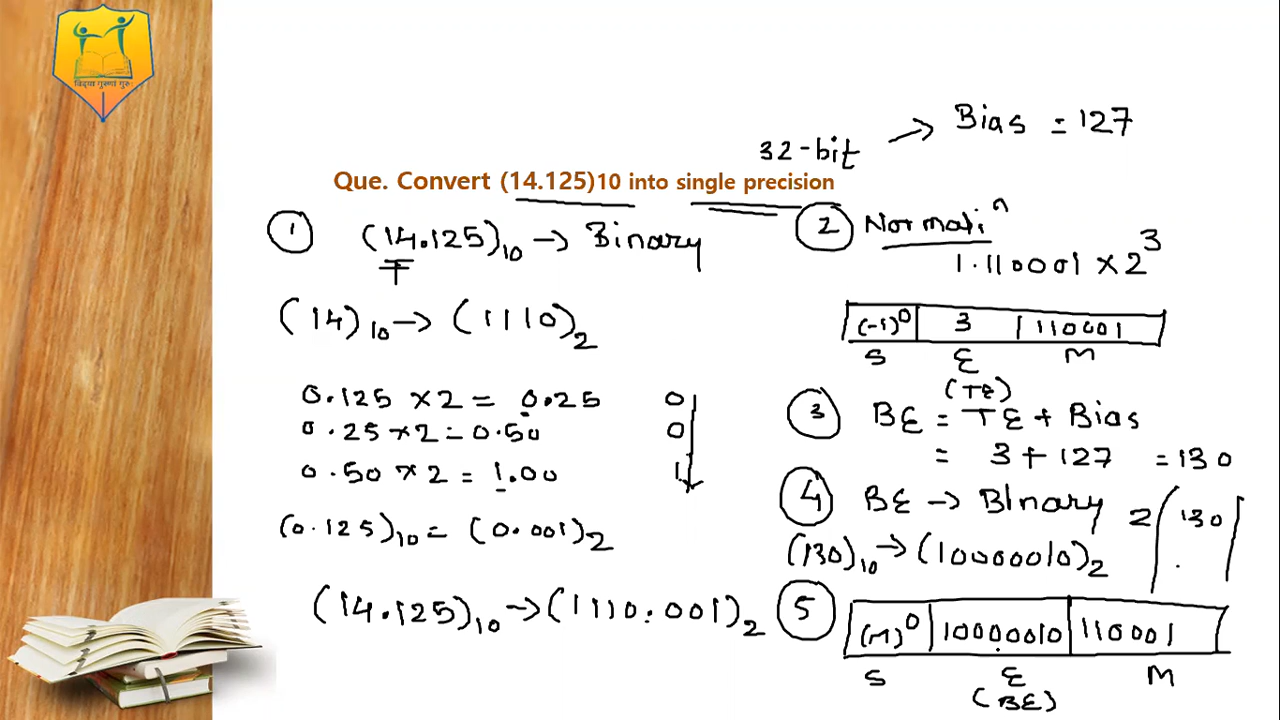 विद्या गुरुणां गुरुः
32-bit → Bias = 127
Que. Convert (14.125)10 into single precision
① (14.125)₁₀ → Binary
(14)₁₀ → (1110)₂
0.125 × 2 = 0.25 0
0.25 × 2 = 0.50 0
0.50 × 2 = 1.00 1
(0.125)₁₀ = (0.001)₂
(14.125)₁₀ → (1110.001)₂
② Normatiⁿ
1.110001 × 2³
(-1)⁰ 3 110001
S E M
(TE)
③ BE = TE + Bias
= 3 + 127 = 130
④ BE → Binary
2 130
(130)₁₀ → (10000010)₂
⑤ (-1)⁰ 10000010 110001
S E M
(BE)